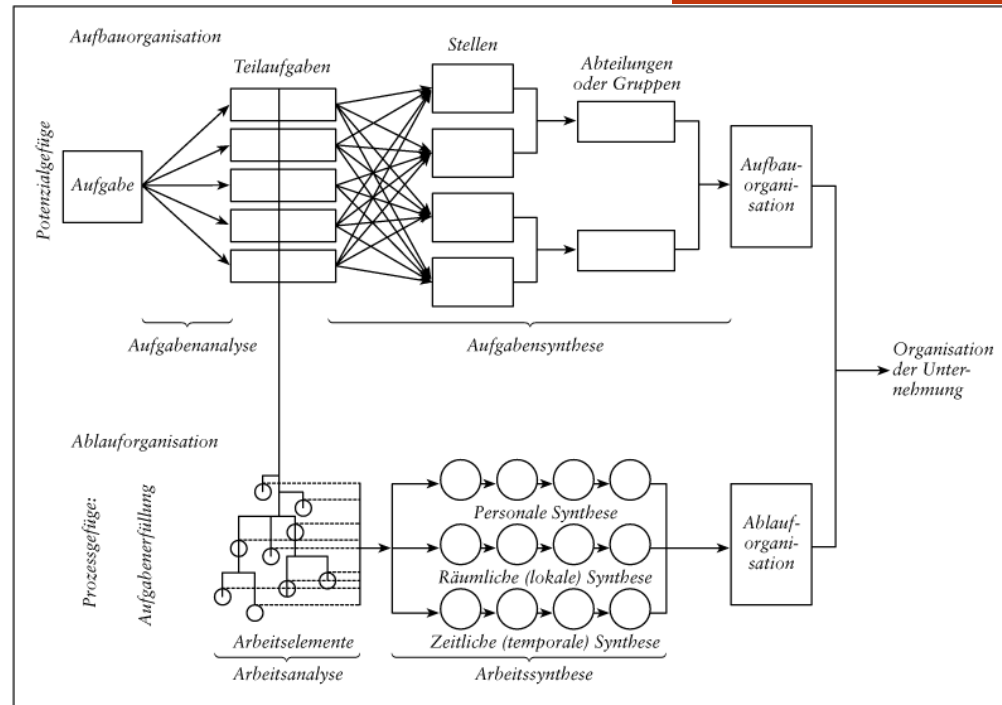 Aufbauorganisation
Teilaufgaben
Stellen
Abteilungen
oder Gruppen
Potenzialgefüge
Aufgabe
Aufbau-
organi-
sation
Aufgabenanalyse
Aufgabensynthese
Organisation
der Unter-
nehmung
Ablauforganisation
Prozessgefüge:
Aufgabenerfüllung
Personale Synthese
Räumliche (lokale) Synthese
Zeitliche (temporale) Synthese
Ablauf-
organi-
sation
Arbeitselemente
Arbeitsanalyse
Arbeitssynthese